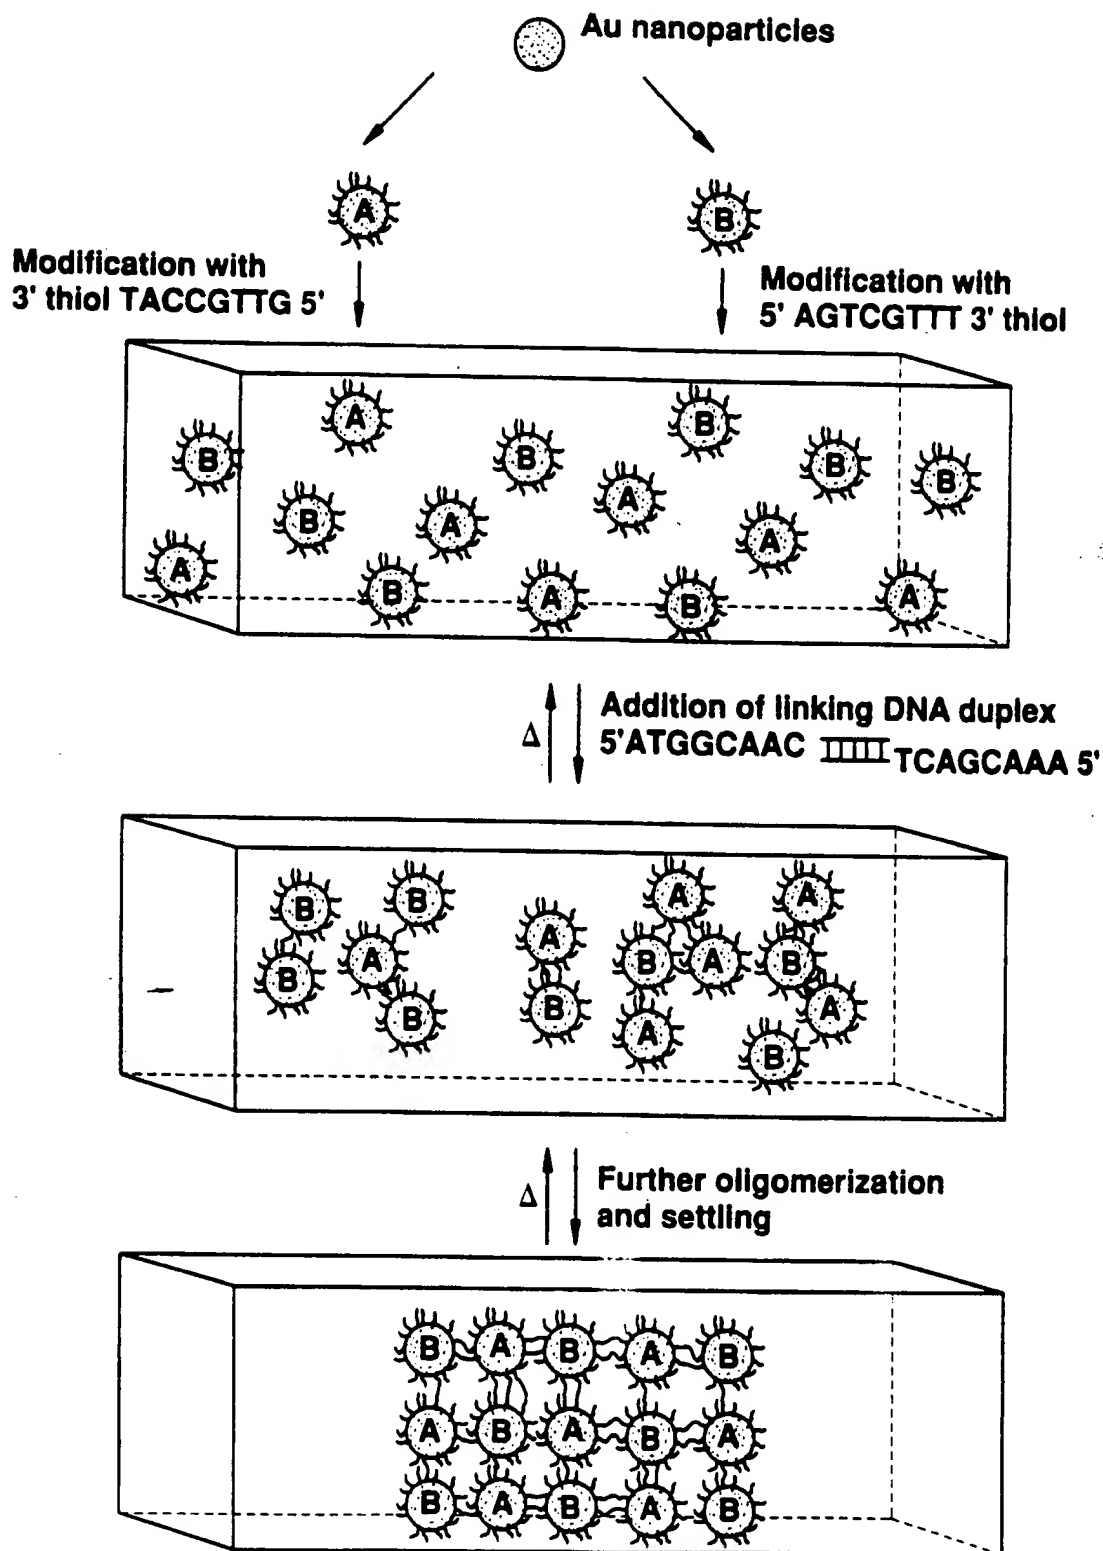 Au nanoparticles
A
B
Modification with
3' thiol TACCGTTG 5'
Modification with
5' AGTCGTTT 3' thiol
A
B
B
B
B
B
A
B
A
A
A
B
A
B
A
Δ
Addition of linking DNA duplex
5'ATGGCAAC
TCAGCAAA 5'
B
B
A
A
A
B
A
B
A
B
B
B
A
A
B
Δ
Further oligomerization
and settling
B A B A B
A B A B A
B A B A B